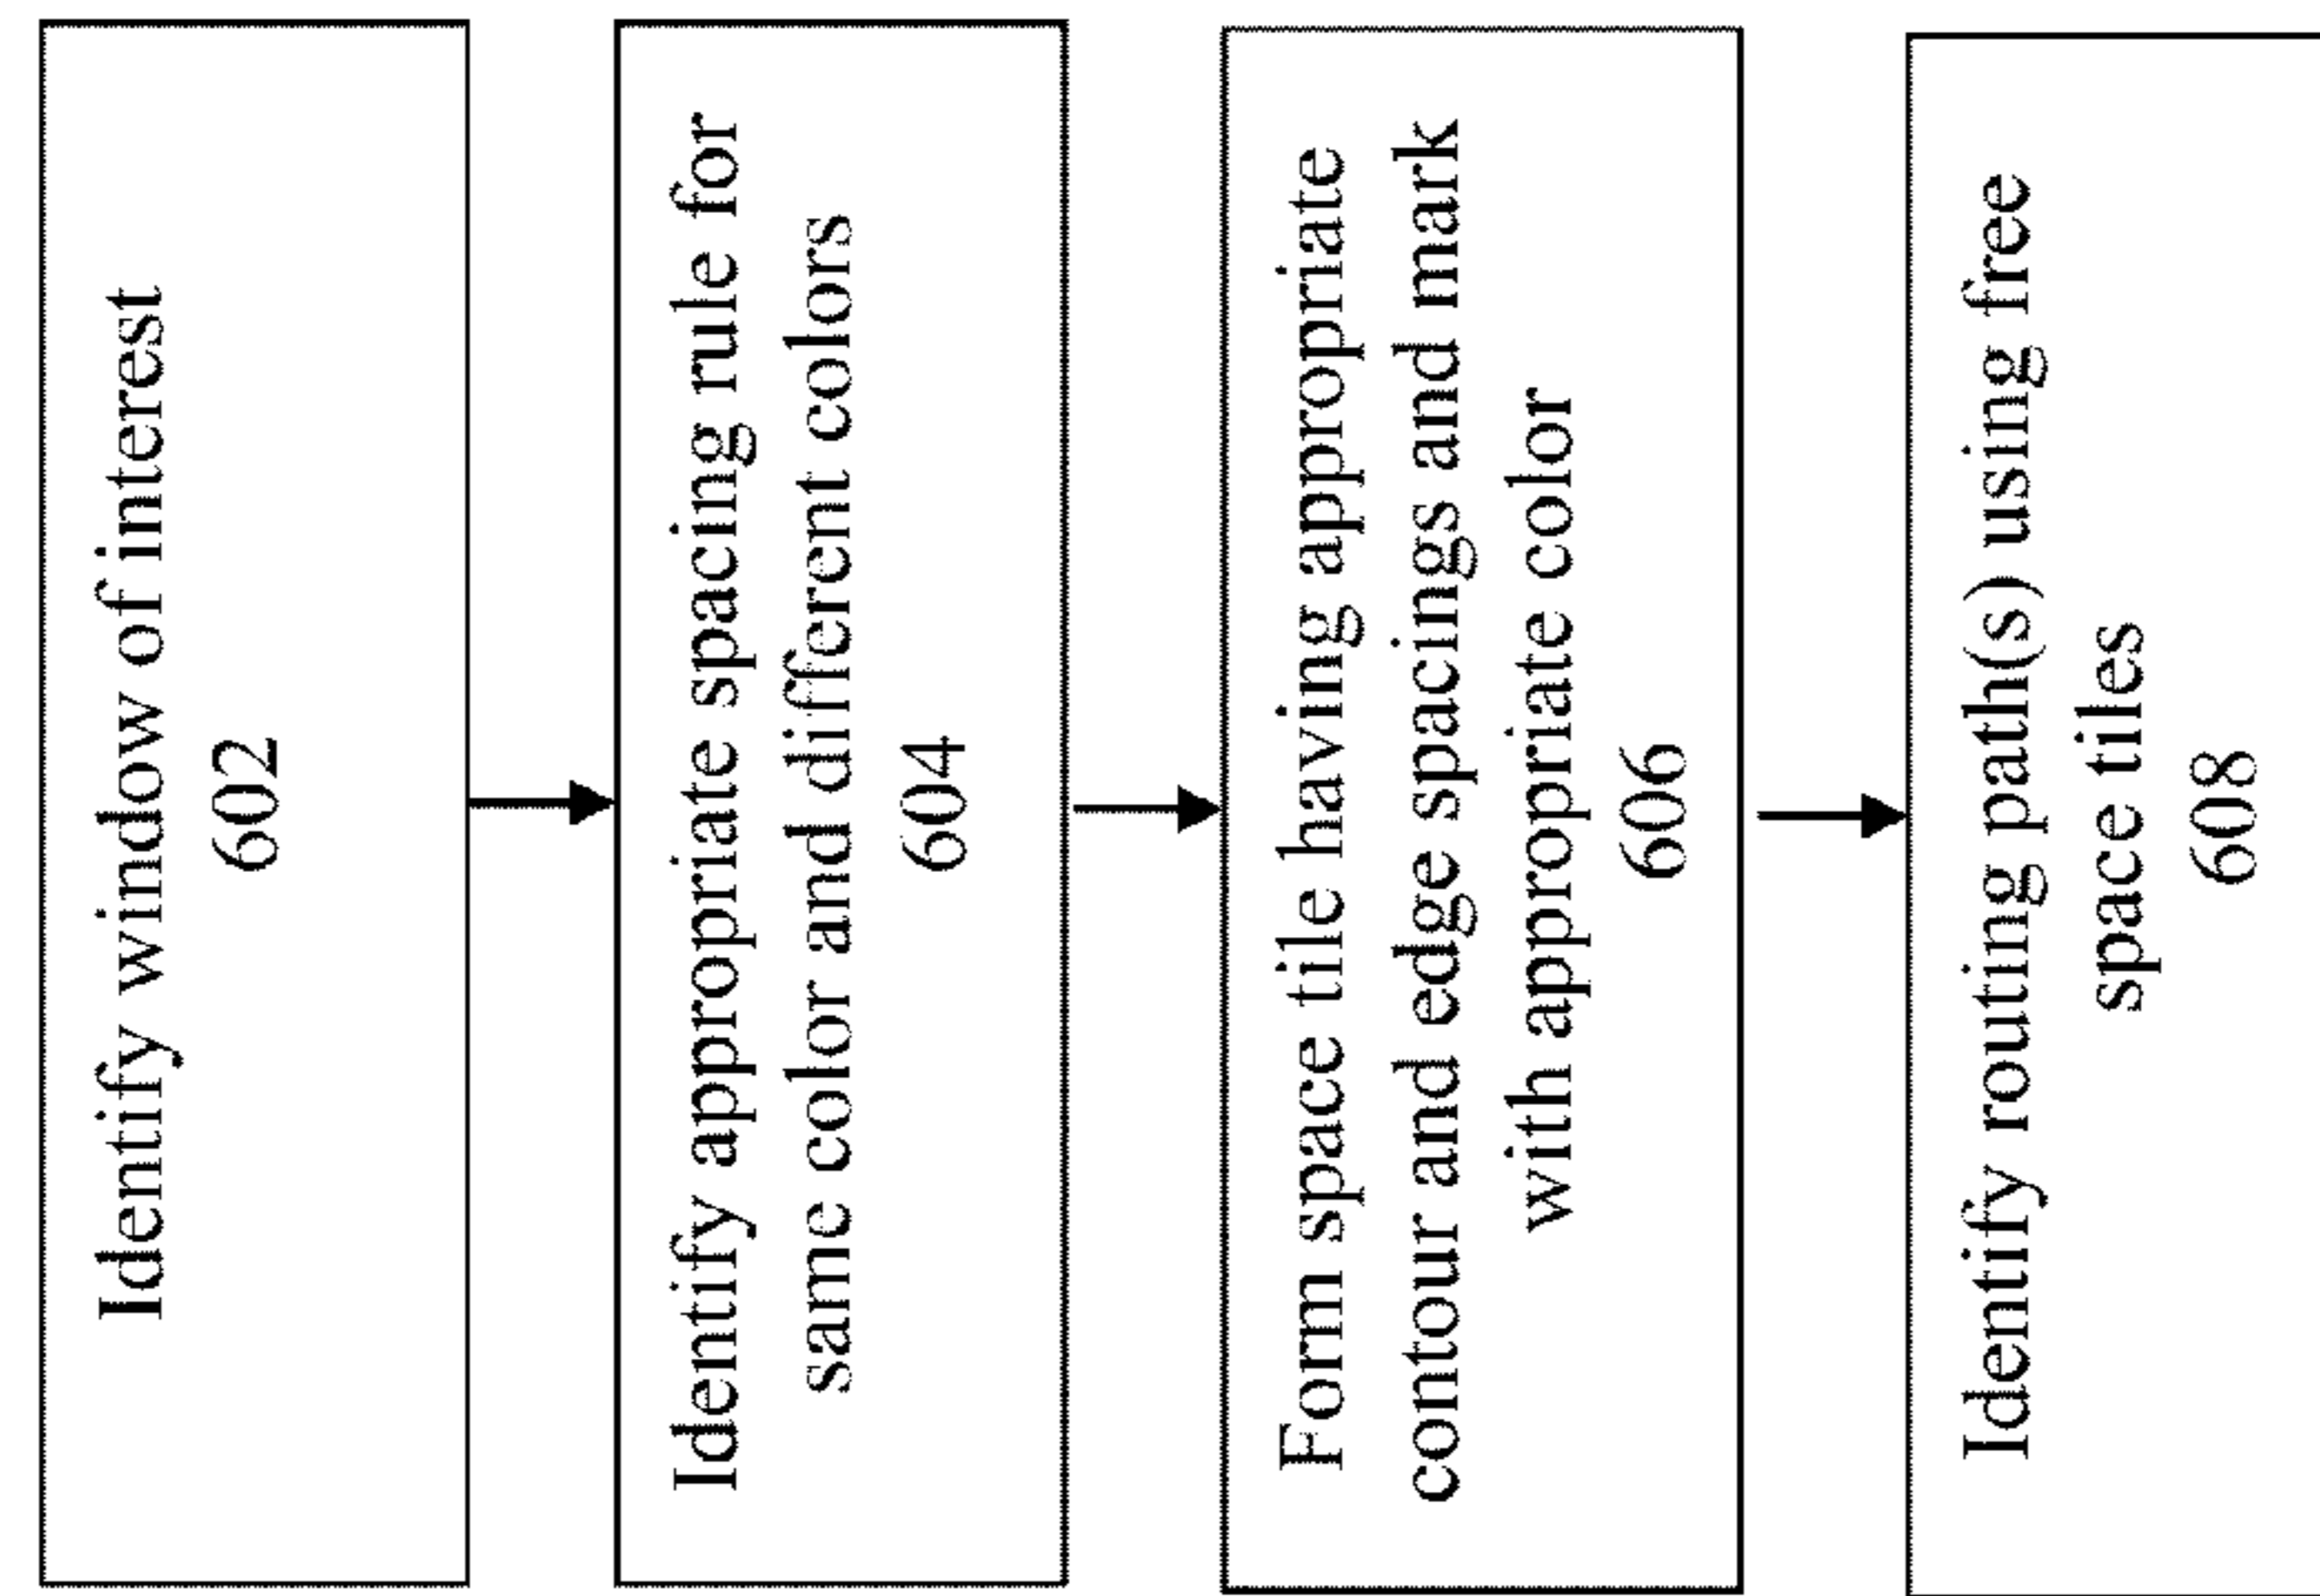 Identify window of interest
602
Identify appropriate spacing rule for
same color and different colors
604
Form space tile having appropriate
contour and edge spacings and mark
with appropriate color
606
Identify routing path(s) using free
space tiles
608